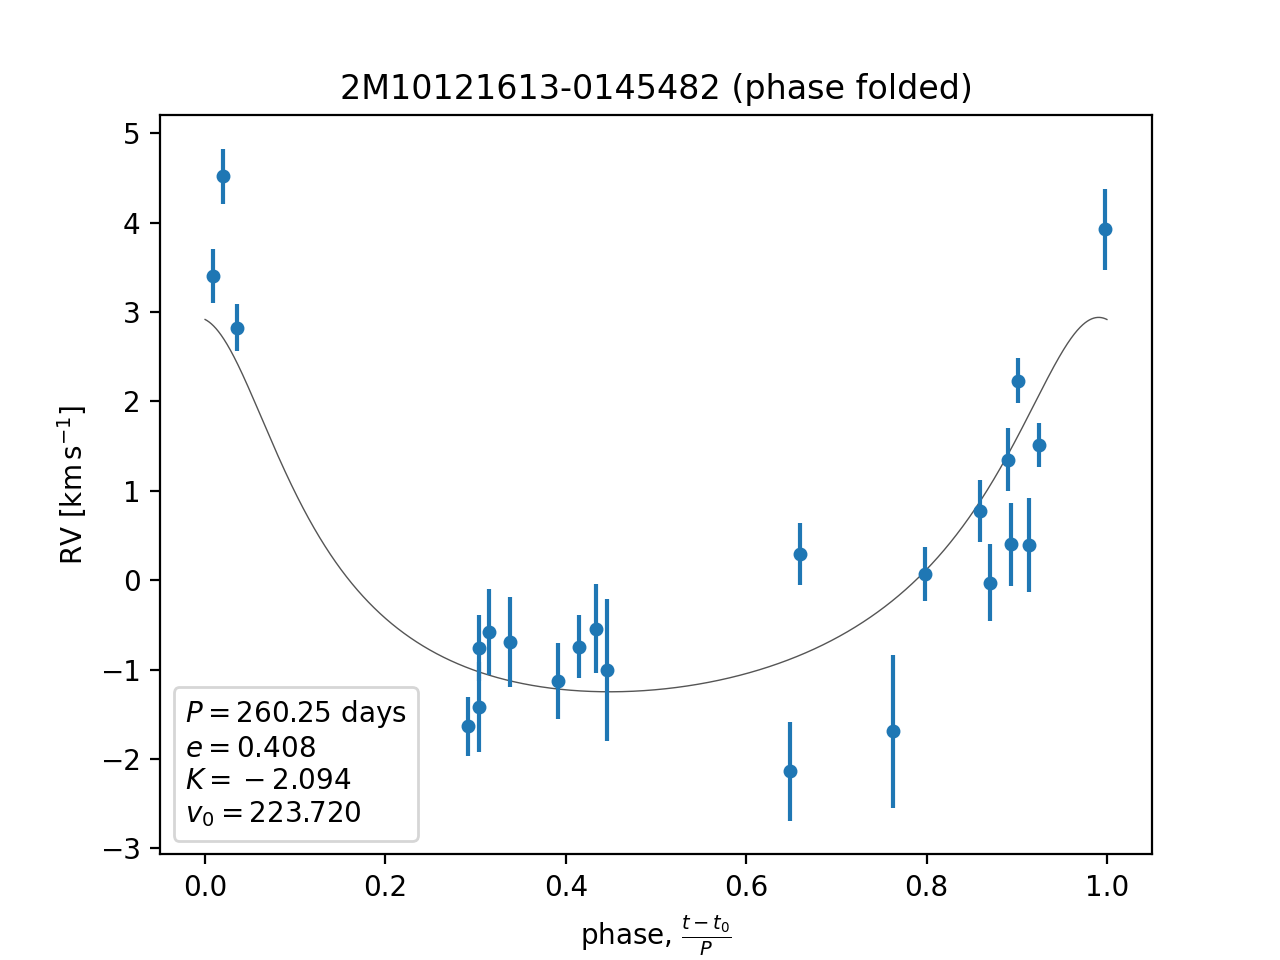 2M10121613-0145482 (phase folded)
5
4
3
2
1
0
−1
−2
−3
RV [km s⁻¹]
P = 260.25 days
e = 0.408
K = −2.094
v₀ = 223.720
0.0 0.2 0.4 0.6 0.8 1.0
phase, (t − t₀)/P